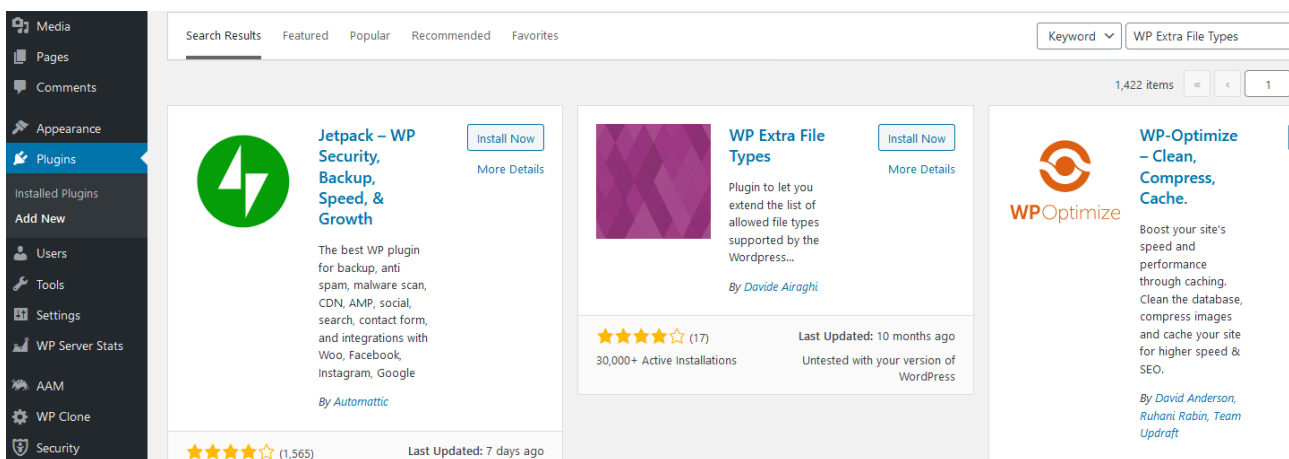 Media
Pages
Comments
Appearance
Plugins
Installed Plugins
Add New
Users
Tools
Settings
WP Server Stats
AAM
WP Clone
Security
Search Results Featured Popular Recommended Favorites
Keyword WP Extra File Types
1,422 items « ‹ 1
Jetpack – WP
Security,
Backup,
Speed, &
Growth
Install Now
More Details
The best WP plugin
for backup, anti
spam, malware scan,
CDN, AMP, social,
search, contact form,
and integrations with
Woo, Facebook,
Instagram, Google
By Automattic
(1,565)
Last Updated: 7 days ago
WP Extra File
Types
Install Now
More Details
Plugin to let you
extend the list of
allowed file types
supported by the
Wordpress...
By Davide Airaghi
(17)
Last Updated: 10 months ago
30,000+ Active Installations
Untested with your version of
WordPress
WPOptimize
WP-Optimize
– Clean,
Compress,
Cache.
Boost your site's
speed and
performance
through caching.
Clean the database,
compress images
and cache your site
for higher speed &
SEO.
By David Anderson,
Ruhani Rabin, Team
Updraft